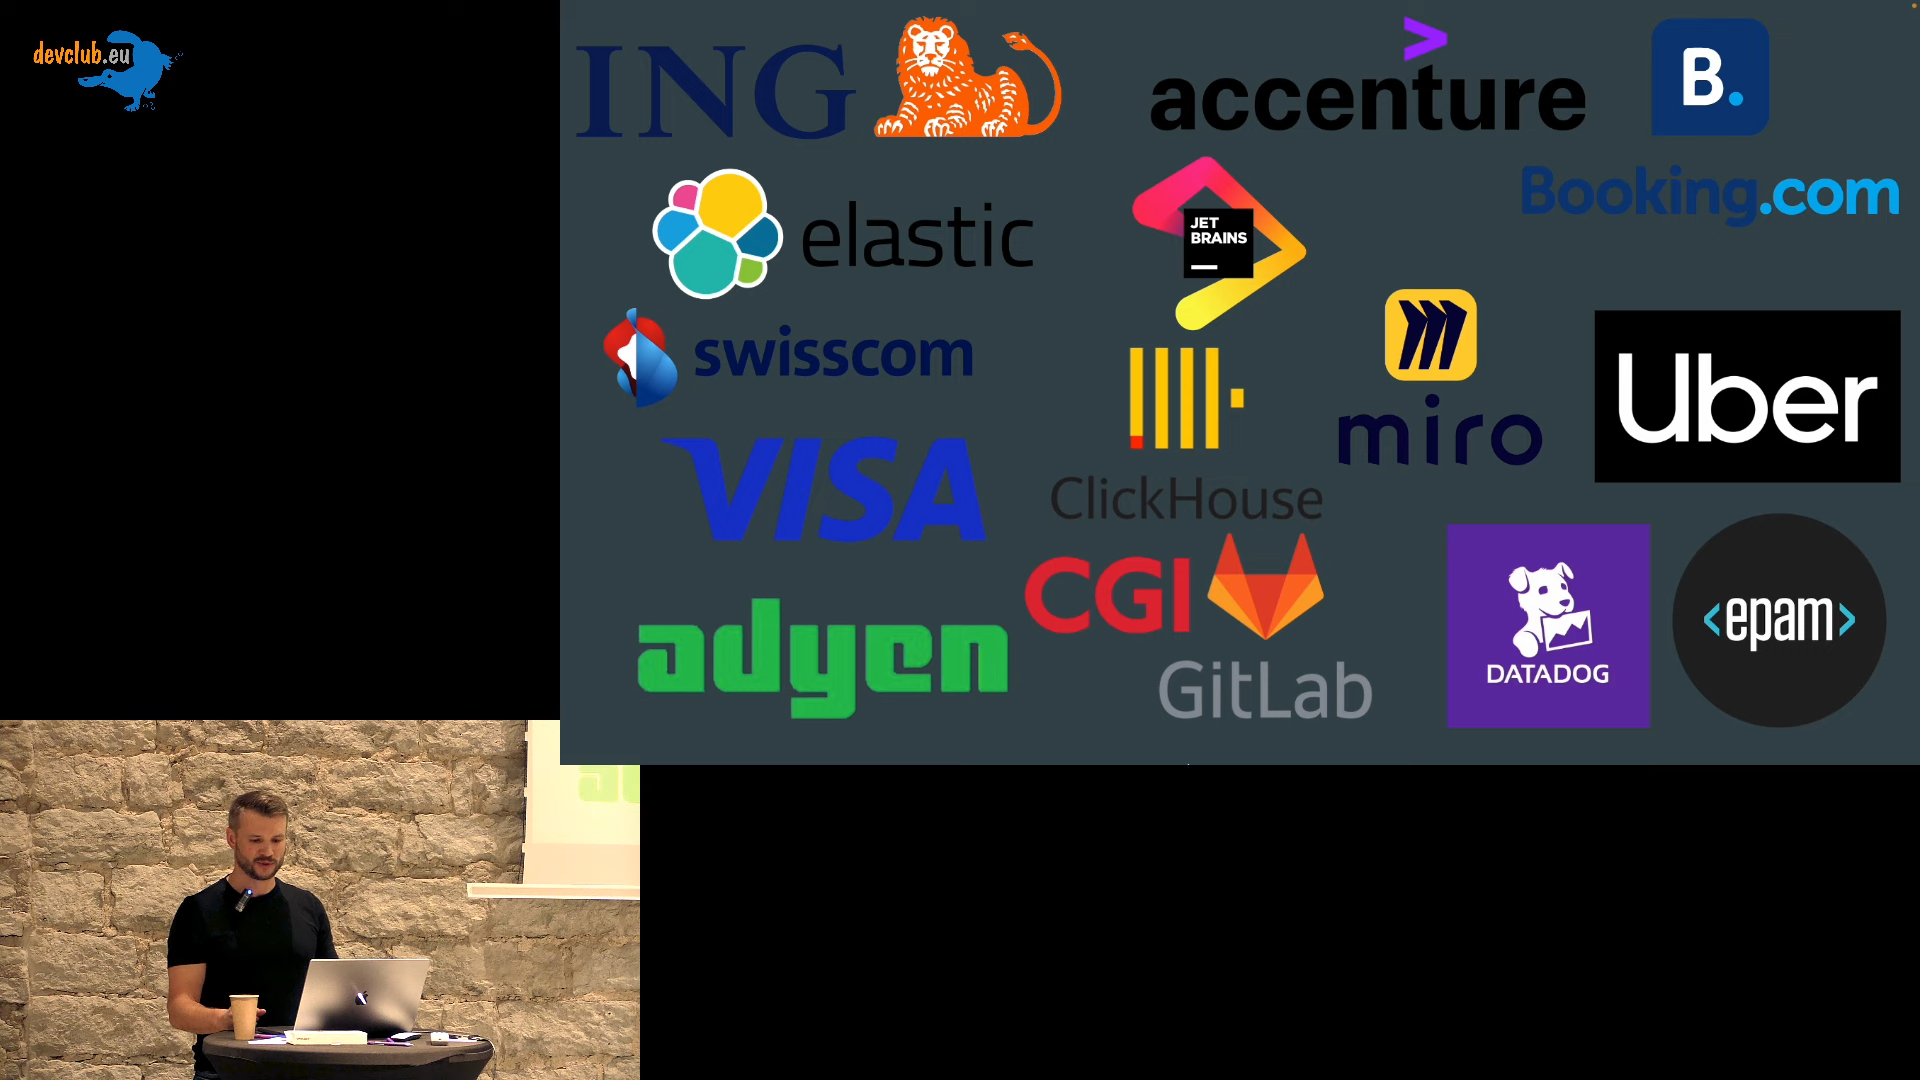 devclub.eu
ING
accenture
B.
Booking.com
elastic
JET
BRAINS
swisscom
miro
Uber
VISA
ClickHouse
CGI
GitLab
DATADOG
<epam>
adyen